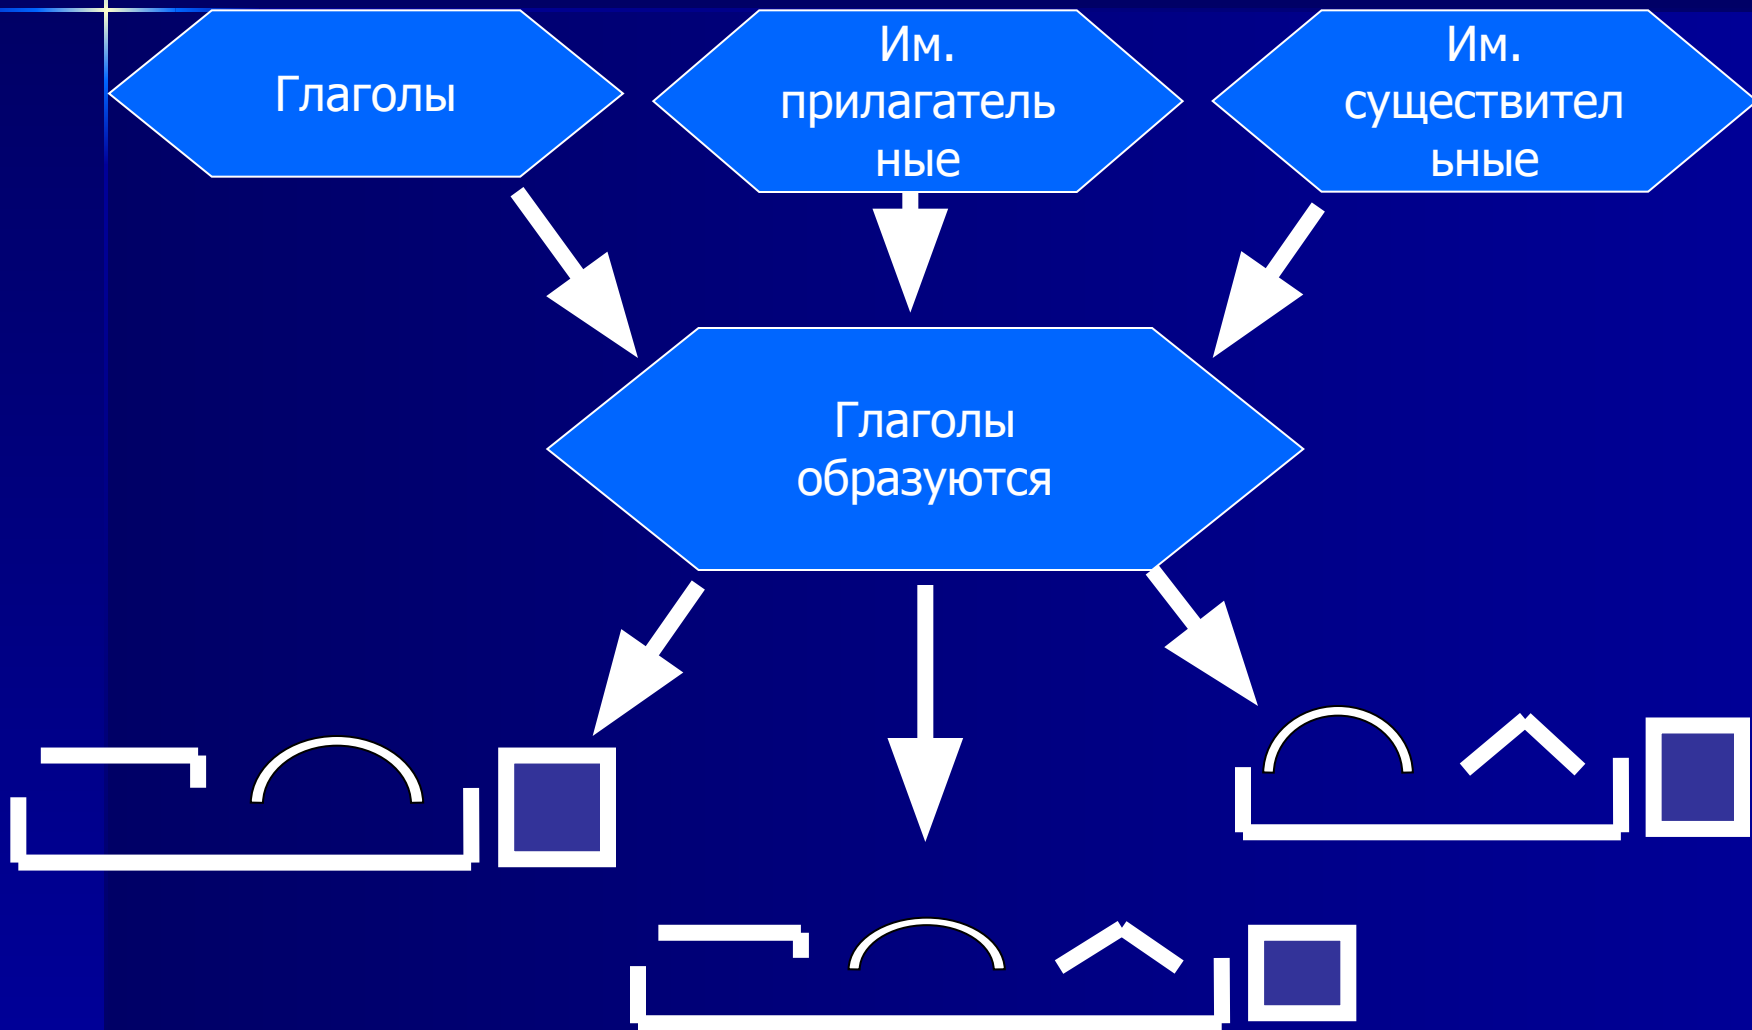 Глаголы
Им.
прилагатель
ные
Им.
существител
ьные
Глаголы
образуются